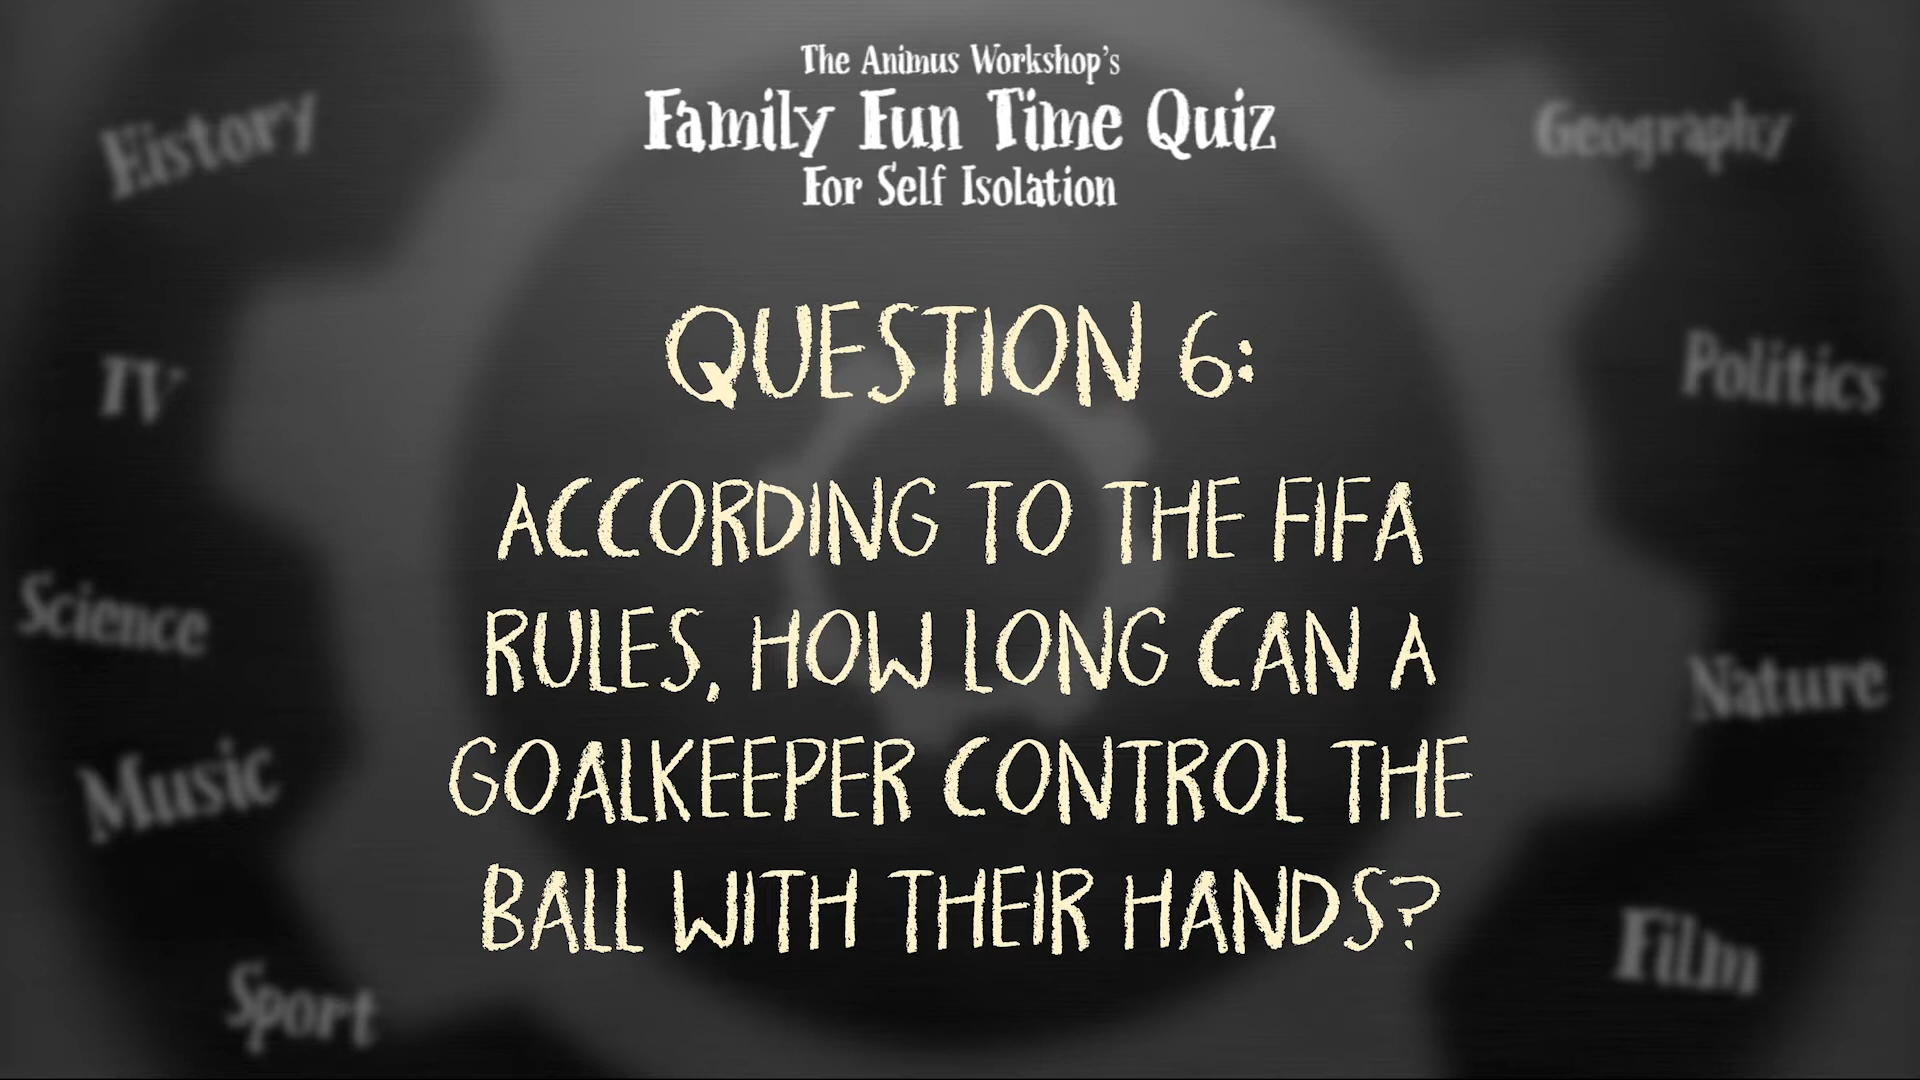 The Animus Workshop's
Family Fun Time Quiz
For Self Isolation
History
Geography
TV
Politics
Science
Nature
Music
Film
Sport
QUESTION 6:
ACCORDING TO THE FIFA
RULES, HOW LONG CAN A
GOALKEEPER CONTROL THE
BALL WITH THEIR HANDS?